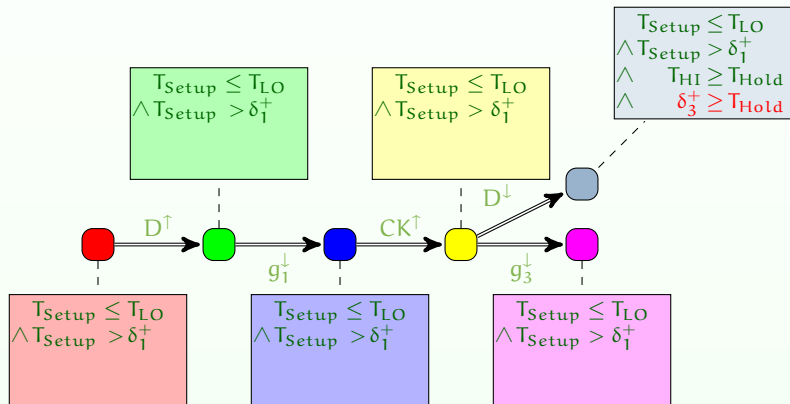 T_Setup ≤ T_LO
∧ T_Setup > δ₁⁺
∧ T_HI ≥ T_Hold
∧ δ₃⁺ ≥ T_Hold
T_Setup ≤ T_LO
∧ T_Setup > δ₁⁺
T_Setup ≤ T_LO
∧ T_Setup > δ₁⁺
D↑
g₁↓
CK↑
D↓
g₃↓
T_Setup ≤ T_LO
∧ T_Setup > δ₁⁺
T_Setup ≤ T_LO
∧ T_Setup > δ₁⁺
T_Setup ≤ T_LO
∧ T_Setup > δ₁⁺